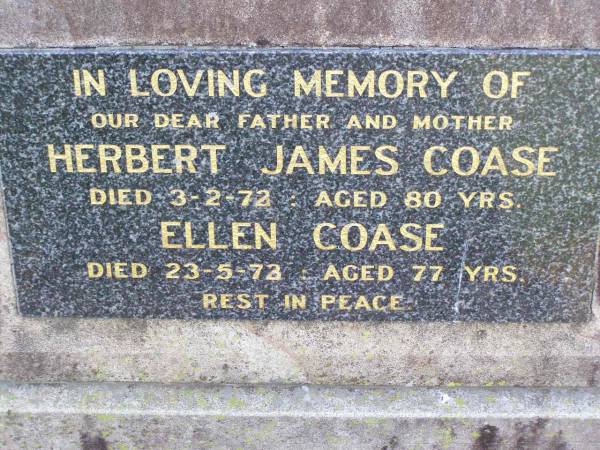 IN LOVING MEMORY OF
OUR DEAR FATHER AND MOTHER
HERBERT JAMES COASE
DIED 3-2-72 : AGED 80 YRS.
ELLEN COASE
DIED 23-5-73 : AGED 77 YRS.
REST IN PEACE.